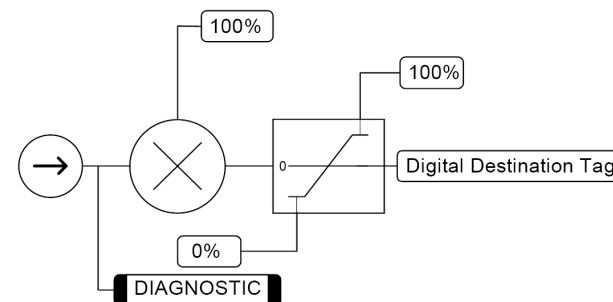 100%
100%
0
Digital Destination Tag
0%
DIAGNOSTIC